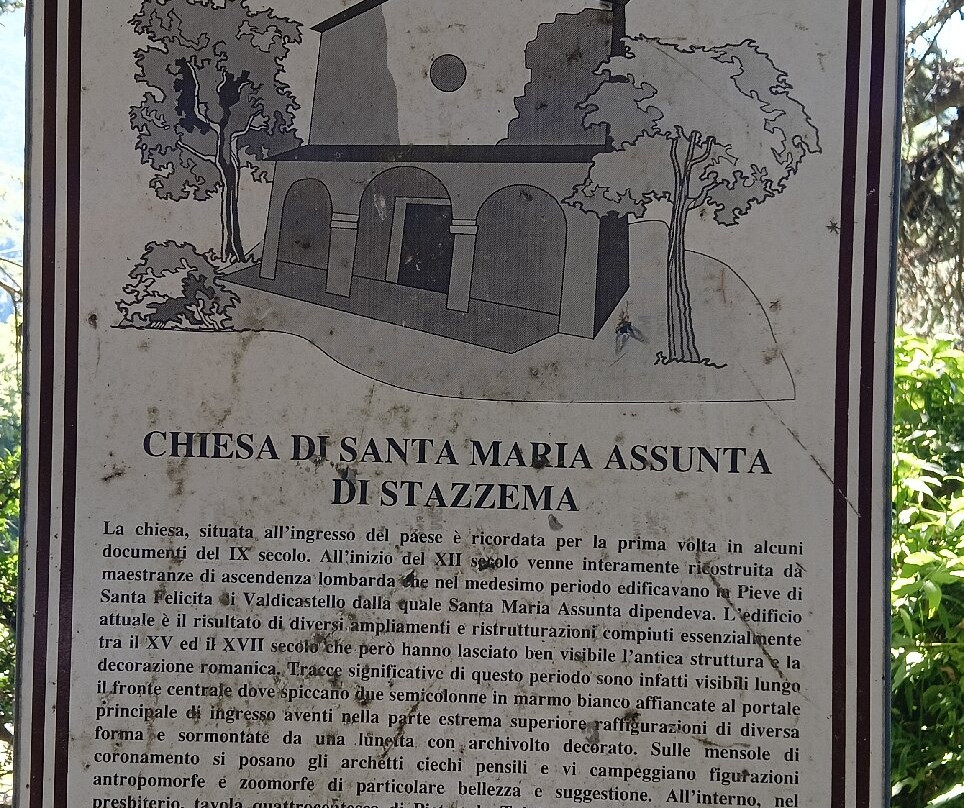 CHIESA DI SANTA MARIA ASSUNTA
DI STAZZEMA
La chiesa, situata all'ingresso del paese è ricordata per la prima volta in alcuni
documenti del IX secolo. All'inizio del XII secolo venne interamente ricostruita da
maestranze di ascendenza lombarda che nel medesimo periodo edificavano la Pieve di
Santa Felicita di Valdicastello dalla quale Santa Maria Assunta dipendeva. L'edificio
attuale è il risultato di diversi ampliamenti e ristrutturazioni compiuti essenzialmente
tra il XV ed il XVII secolo che però hanno lasciato ben visibile l'antica struttura e la
decorazione romanica. Tracce significative di questo periodo sono infatti visibili lungo
il fronte centrale dove spiccano due semicolonne in marmo bianco affiancate al portale
principale di ingresso aventi nella parte estrema superiore raffigurazioni di diversa
forma e sormontate da una lunetta con archivolto decorato. Sulle mensole di
coronamento si posano gli archetti ciechi pensili e vi campeggiano figurazioni
antropomorfe e zoomorfe di particolare bellezza e suggestione. All'interno, nel
presbiterio, tavola quattrocentesca di